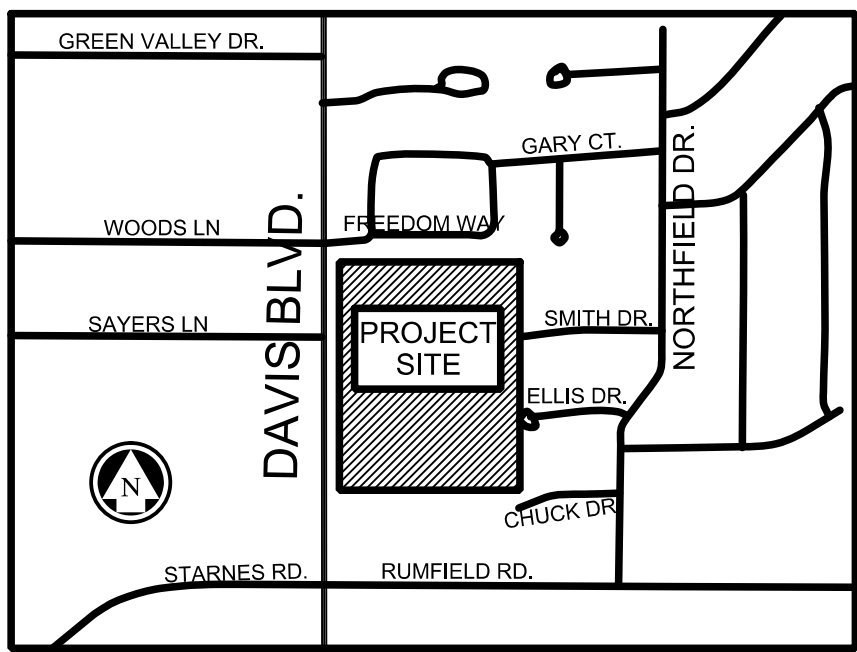 GREEN VALLEY DR.
GARY CT.
NORTHFIELD DR.
DAVIS BLVD.
WOODS LN
FREEDOM WAY
SAYERS LN
SMITH DR.
PROJECT
SITE
ELLIS DR.
N
CHUCK DR
STARNES RD.
RUMFIELD RD.